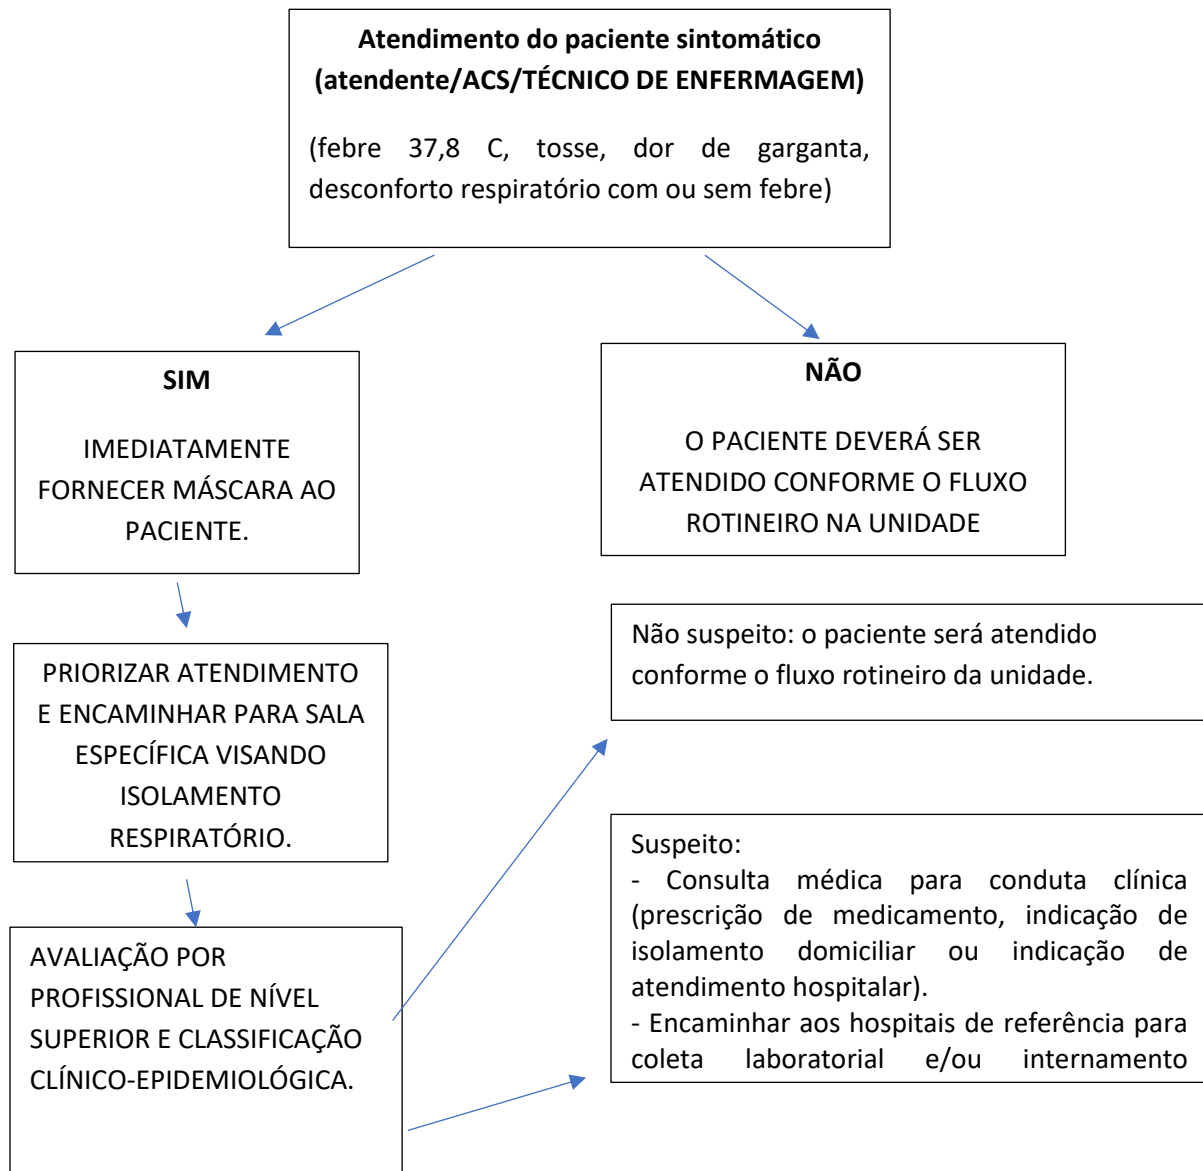 Atendimento do paciente sintomático
(atendente/ACS/TÉCNICO DE ENFERMAGEM)
(febre 37,8 C, tosse, dor de garganta,
desconforto respiratório com ou sem febre)
SIM
IMEDIATAMENTE
FORNECER MÁSCARA AO
PACIENTE.
NÃO
O PACIENTE DEVERÁ SER
ATENDIDO CONFORME O FLUXO
ROTINEIRO NA UNIDADE
PRIORIZAR ATENDIMENTO
E ENCAMINHAR PARA SALA
ESPECÍFICA VISANDO
ISOLAMENTO
RESPIRATÓRIO.
Não suspeito: o paciente será atendido
conforme o fluxo rotineiro da unidade.
AVALIAÇÃO POR
PROFISSIONAL DE NÍVEL
SUPERIOR E CLASSIFICAÇÃO
CLÍNICO-EPIDEMIOLÓGICA.
Suspeito:
- Consulta médica para conduta clínica
(prescrição de medicamento, indicação de
isolamento domiciliar ou indicação de
atendimento hospitalar).
- Encaminhar aos hospitais de referência para
coleta laboratorial e/ou internamento